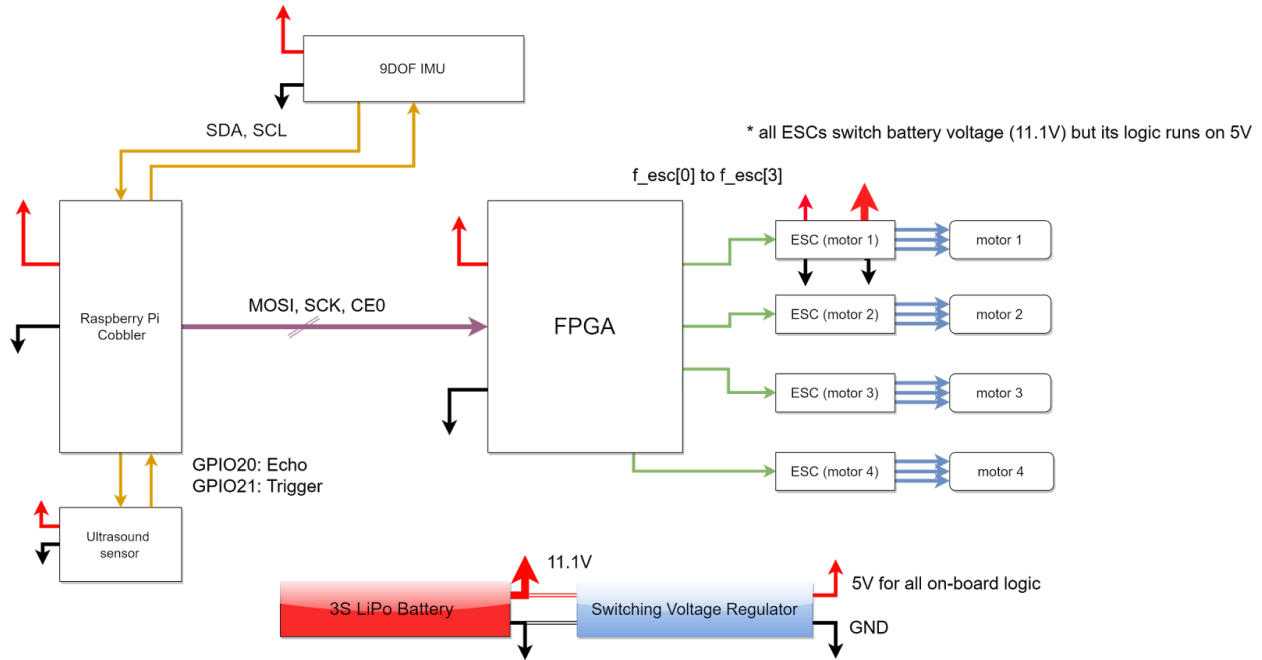 9DOF IMU
SDA, SCL
* all ESCs switch battery voltage (11.1V) but its logic runs on 5V
f_esc[0] to f_esc[3]
ESC (motor 1)
motor 1
MOSI, SCK, CE0
Raspberry Pi
Cobbler
FPGA
ESC (motor 2)
motor 2
ESC (motor 3)
motor 3
GPIO20: Echo
GPIO21: Trigger
ESC (motor 4)
motor 4
Ultrasound
sensor
11.1V
3S LiPo Battery
Switching Voltage Regulator
5V for all on-board logic
GND